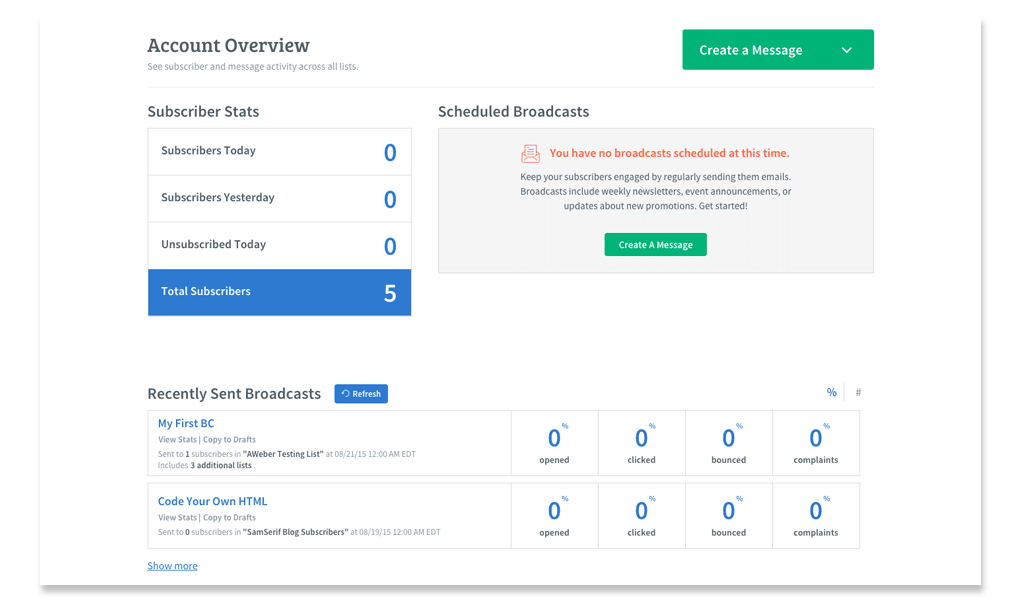 Account Overview
Create a Message
See subscriber and message activity across all lists.
Subscriber Stats
Subscribers Today 0
Subscribers Yesterday 0
Unsubscribed Today 0
Total Subscribers 5
Scheduled Broadcasts
You have no broadcasts scheduled at this time.
Keep your subscribers engaged by regularly sending them emails.
Broadcasts include weekly newsletters, event announcements, or
updates about new promotions. Get started!
Create A Message
Recently Sent Broadcasts
Refresh
% #
My First BC
View Stats | Copy to Drafts
Sent to 1 subscribers in "AWeber Testing List" at 08/21/15 12:00 AM EDT
Includes 3 additional lists .
0% 0% 0% 0%
opened clicked bounced complaints
Code Your Own HTML
View Stats | Copy to Drafts
Sent to 0 subscribers in "SamSerif Blog Subscribers" at 08/19/15 12:00 AM EDT
0% 0% 0% 0%
opened clicked bounced complaints
Show more